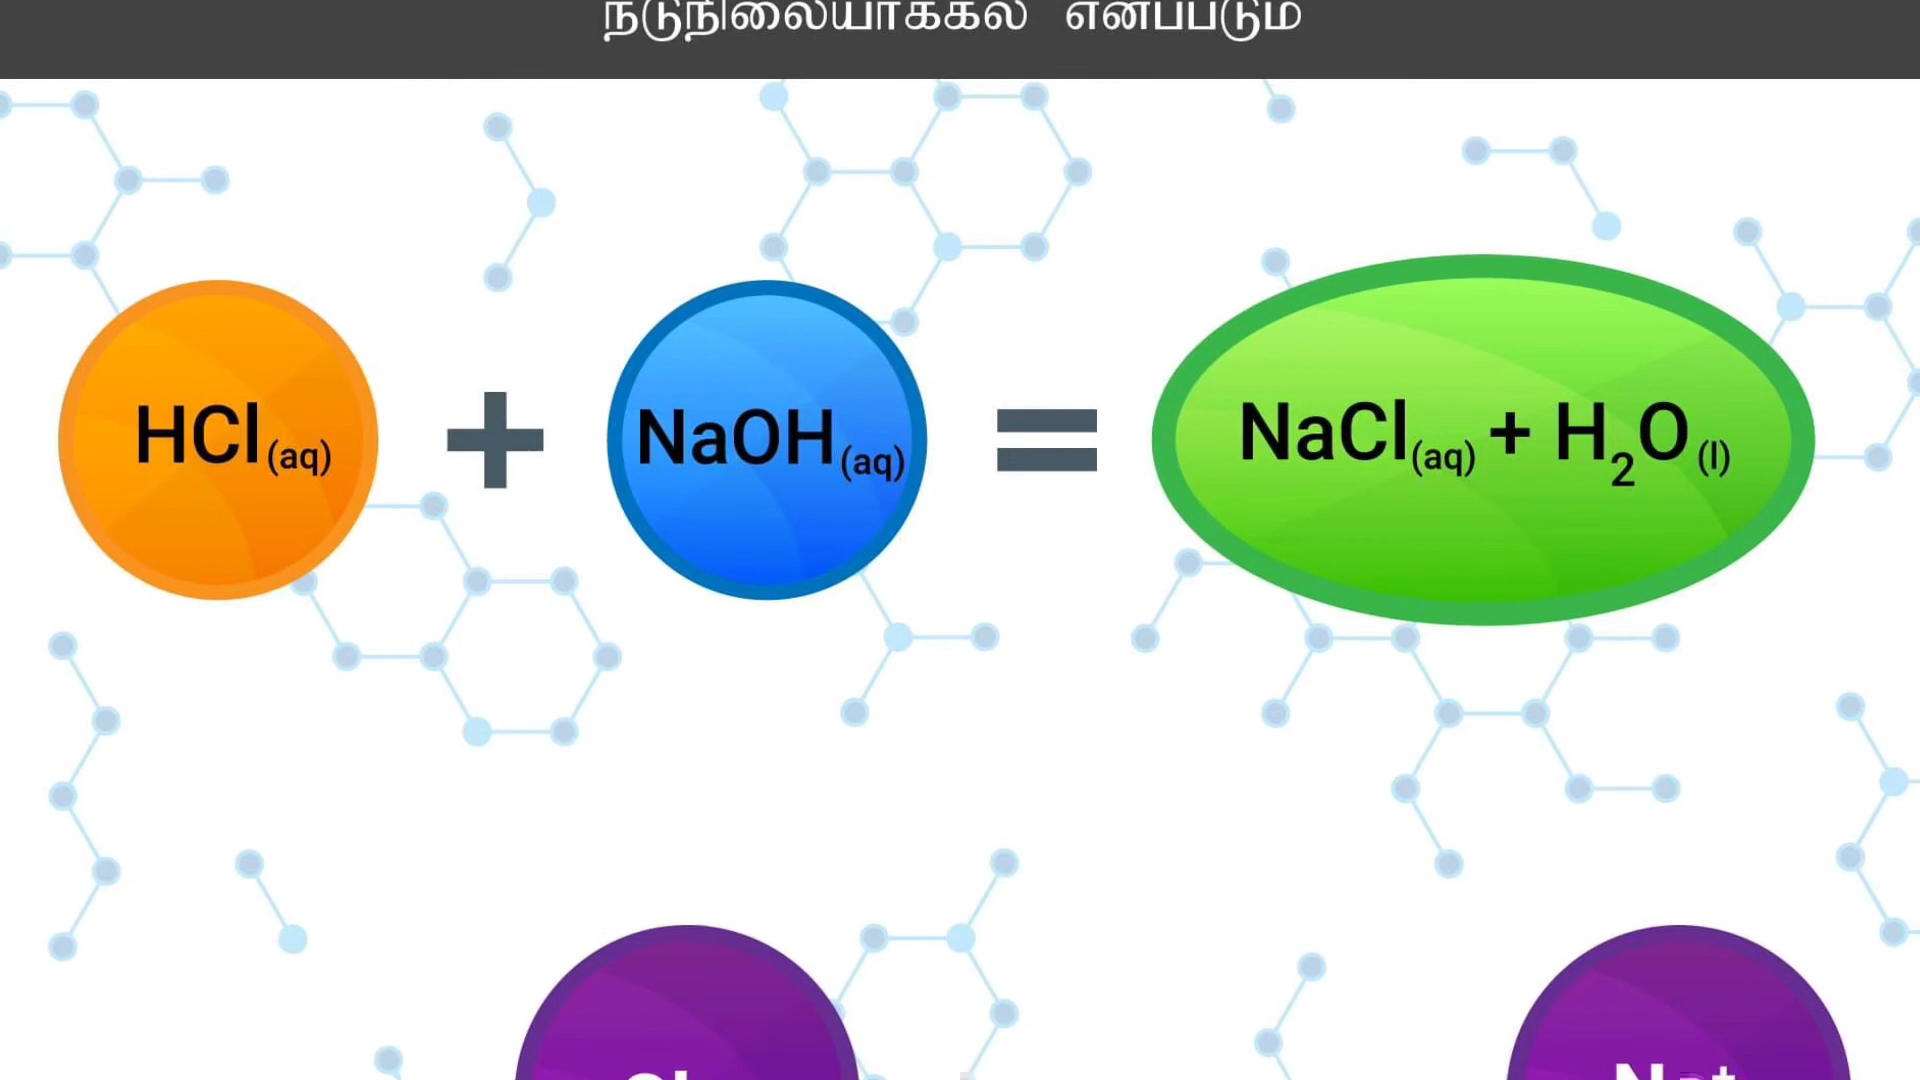 நடுநிலையாக்கல் எனப்படும்
HCl(aq) + NaOH(aq) = NaCl(aq) + H₂O(l)